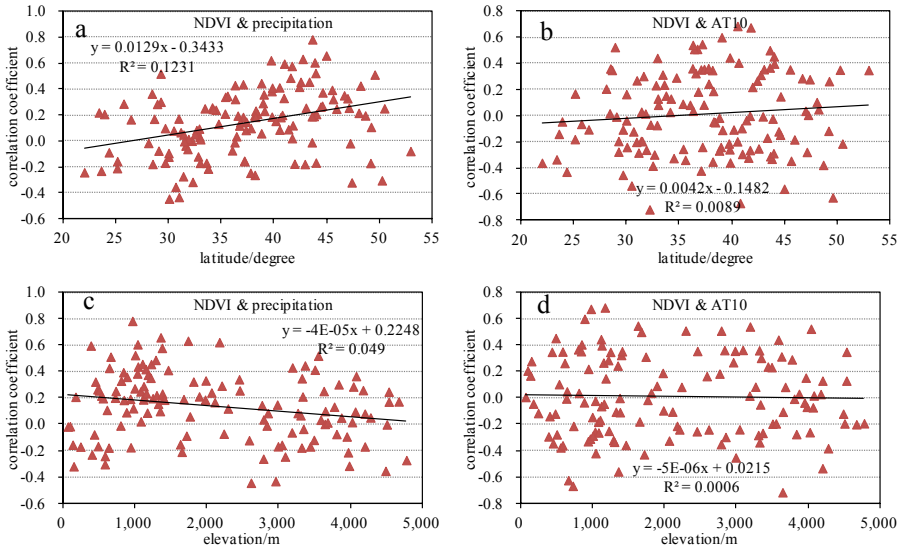 a
NDVI & precipitation
y = 0.0129x - 0.3433
R² = 0.1231
correlation coefficient
1.0
0.8
0.6
0.4
0.2
0.0
-0.2
-0.4
-0.6
20 25 30 35 40 45 50 55
latitude/degree
b
NDVI & AT10
y = 0.0042x - 0.1482
R² = 0.0089
correlation coefficient
0.8
0.6
0.4
0.2
0.0
-0.2
-0.4
-0.6
-0.8
20 25 30 35 40 45 50 55
latitude/degree
c
NDVI & precipitation
y = -4E-05x + 0.2248
R² = 0.049
correlation coefficient
1.0
0.8
0.6
0.4
0.2
0.0
-0.2
-0.4
-0.6
0 1,000 2,000 3,000 4,000 5,000
elevation/m
d
NDVI & AT10
y = -5E-06x + 0.0215
R² = 0.0006
correlation coefficient
0.8
0.6
0.4
0.2
0.0
-0.2
-0.4
-0.6
-0.8
0 1,000 2,000 3,000 4,000 5,000
elevation/m